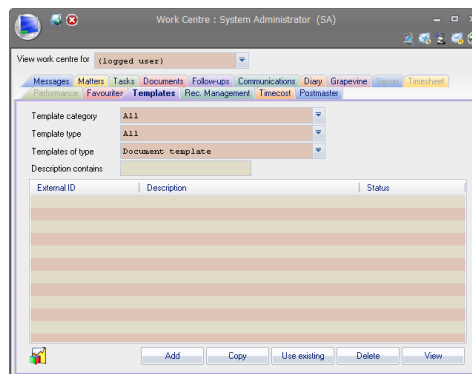 Work Centre : System Administrator (SA)
View work centre for (logged user)
Messages Matters Tasks Documents Follow-ups Communications Diary Grapevine Series Timesheet
Performance Favourites Templates Rec. Management Timecost Postmaster
Template category All
Template type All
Templates of type Document template
Description contains
External ID Description Status
Add Copy Use existing Delete View